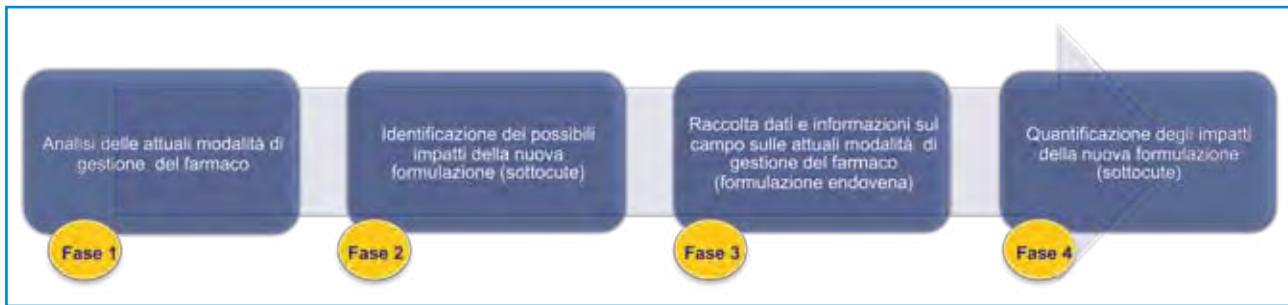 Analisi delle attuali modalità di
gestione del farmaco
Fase 1
Identificazione dei possibili
impatti della nuova
formulazione (sottocute)
Fase 2
Raccolta dati e informazioni sul
campo sulle attuali modalità di
gestione del farmaco
(formulazione endovena)
Fase 3
Quantificazione degli impatti
della nuova formulazione
(sottocute)
Fase 4